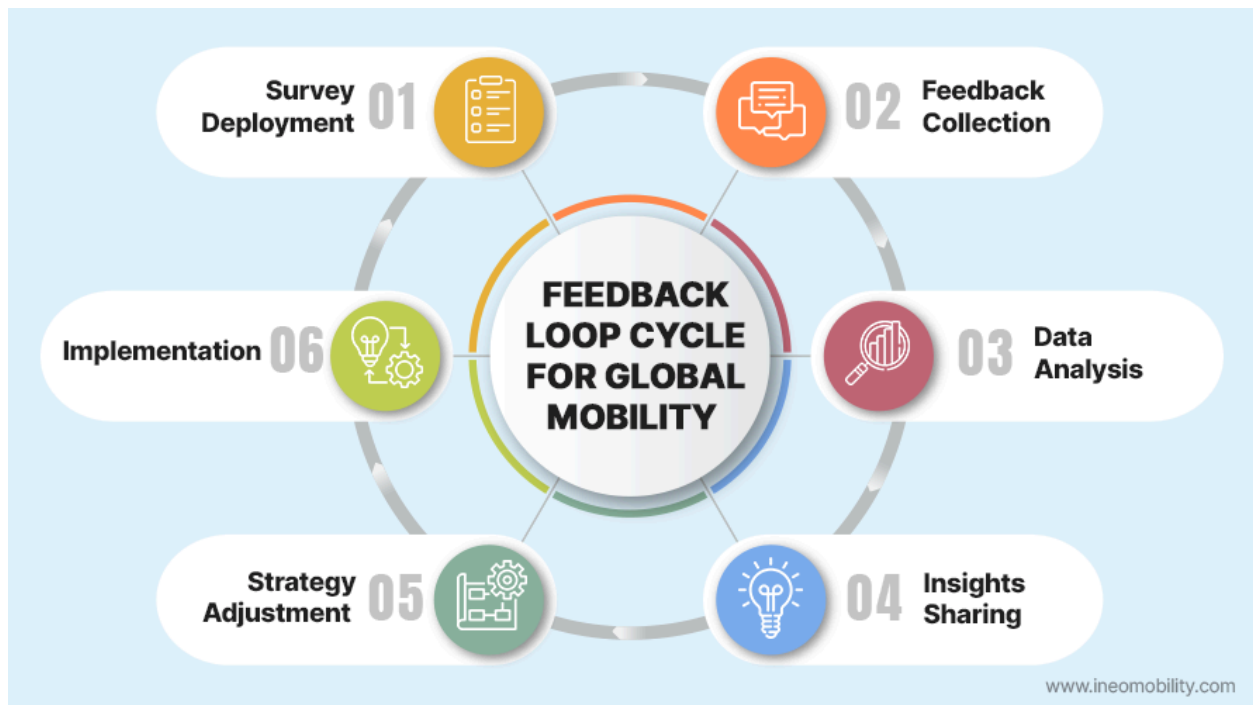 Survey
Deployment
01
02
Feedback
Collection
FEEDBACK
LOOP CYCLE
FOR GLOBAL
MOBILITY
Implementation
06
03
Data
Analysis
Strategy
Adjustment
05
04
Insights
Sharing
www.ineomobility.com